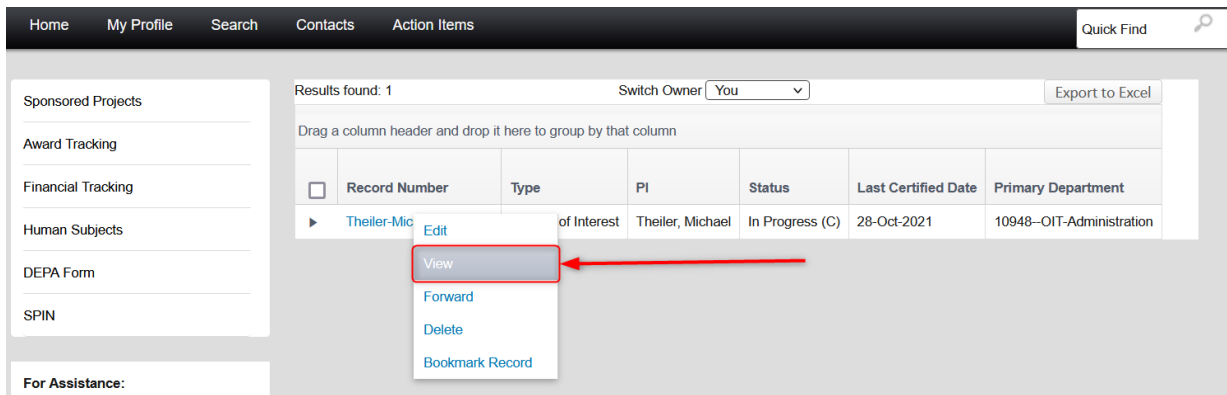 Home My Profile Search Contacts Action Items Quick Find
Sponsored Projects
Award Tracking
Financial Tracking
Human Subjects
DEPA Form
SPIN
For Assistance:
Results found: 1 Switch Owner You Export to Excel
Drag a column header and drop it here to group by that column
Record Number Type PI Status Last Certified Date Primary Department
Theiler-Mic of Interest Theiler, Michael In Progress (C) 28-Oct-2021 10948--OIT-Administration
Edit
View
Forward
Delete
Bookmark Record